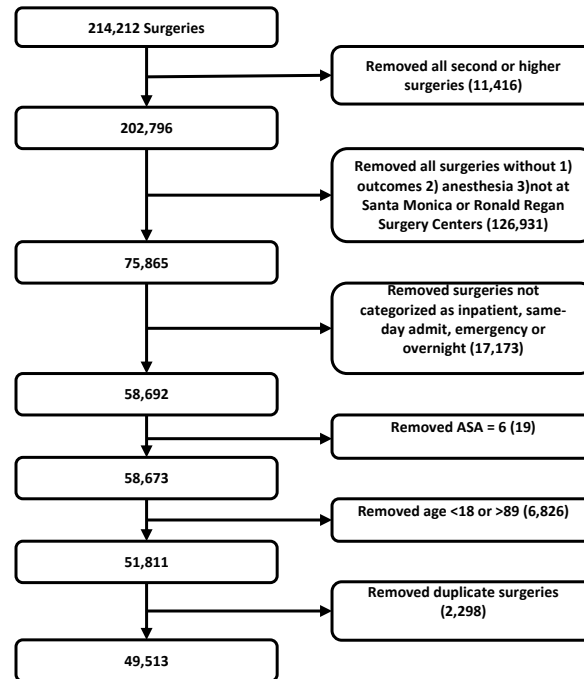 214,212 Surgeries
Removed all second or higher
surgeries (11,416)
202,796
Removed all surgeries without 1)
outcomes 2) anesthesia 3)not at
Santa Monica or Ronald Regan
Surgery Centers (126,931)
75,865
Removed surgeries not
categorized as inpatient, same-
day admit, emergency or
overnight (17,173)
58,692
Removed ASA = 6 (19)
58,673
Removed age <18 or >89 (6,826)
51,811
Removed duplicate surgeries
(2,298)
49,513